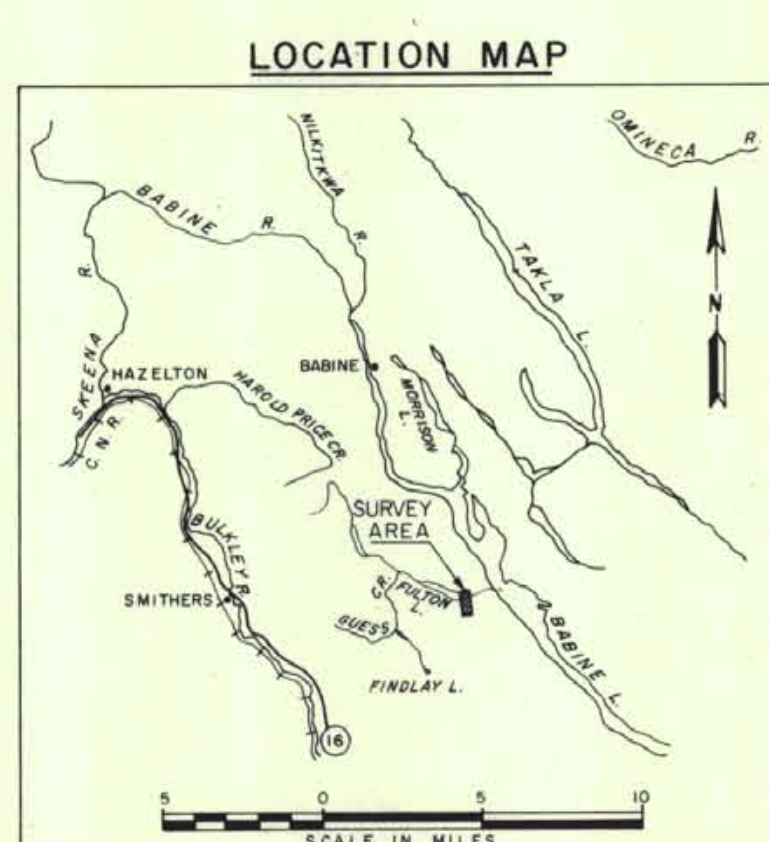 LOCATION MAP
OMINECA R.
NILKITKWA R.
BABINE R.
TAKLA L.
N
SKEENA R.
HAZELTON
BABINE
MORRISON L.
HAROLD PRICE CR.
C. N. R.
SURVEY AREA
BULKLEY R.
SMITHERS
FULTON L.
GUESS CR.
BABINE L.
FINDLAY L.
16
5 0 5 10
SCALE IN MILES